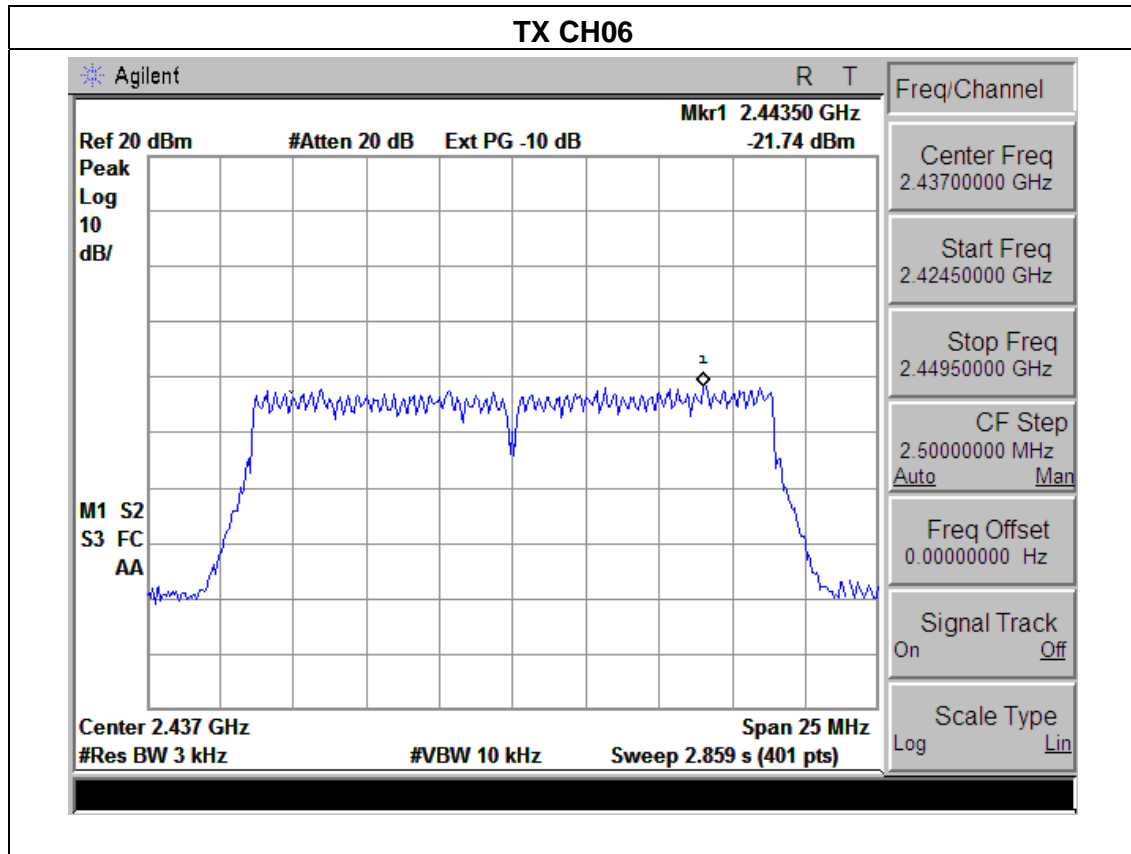 TX CH06
Agilent R T
Mkr1 2.44350 GHz
Ref 20 dBm #Atten 20 dB Ext PG -10 dB -21.74 dBm
Peak
Log
10
dB/
1
M1 S2
S3 FC
AA
Center 2.437 GHz Span 25 MHz
#Res BW 3 kHz #VBW 10 kHz Sweep 2.859 s (401 pts)
Freq/Channel
Center Freq
2.43700000 GHz
Start Freq
2.42450000 GHz
Stop Freq
2.44950000 GHz
CF Step
2.50000000 MHz
Auto Man
Freq Offset
0.00000000 Hz
Signal Track
On Off
Scale Type
Log Lin